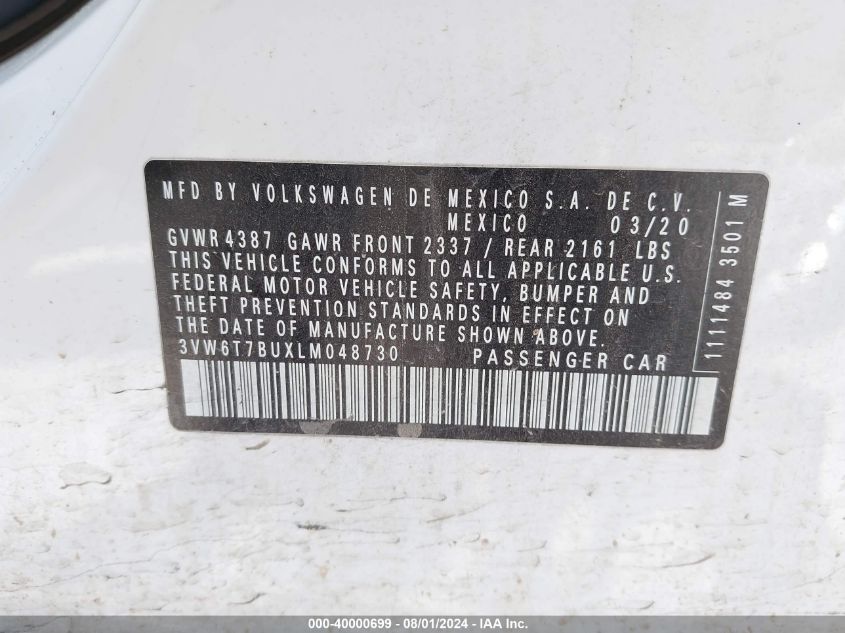 MFD BY VOLKSWAGEN DE MEXICO S.A. DE C.V.
MEXICO 03/20
GVWR 4387 GAWR FRONT 2337 / REAR 2161 LBS
THIS VEHICLE CONFORMS TO ALL APPLICABLE U.S.
FEDERAL MOTOR VEHICLE SAFETY, BUMPER AND
THEFT PREVENTION STANDARDS IN EFFECT ON
THE DATE OF MANUFACTURE SHOWN ABOVE.
3VW6T7BUXLM048730 PASSENGER CAR
1111484 3501 M
000-40000699 - 08/01/2024 - IAA Inc.